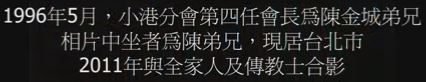 1996年5月，小港分會第四任會長為陳金城弟兄
相片中坐者為陳弟兄，現居台北市
2011年與全家人及傳教士合影